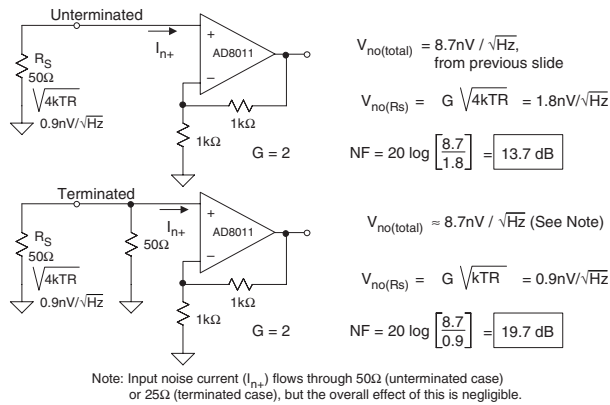 Unterminated
RS
50Ω
√4kTR
0.9nV/√Hz
In+
+
AD8011
−
1kΩ
1kΩ
G = 2
Vno(total) = 8.7nV / √Hz,
from previous slide
Vno(Rs) = G √4kTR = 1.8nV/√Hz
NF = 20 log [8.7/1.8] = 13.7 dB
Terminated
RS
50Ω
√4kTR
0.9nV/√Hz
50Ω
In+
+
AD8011
−
1kΩ
1kΩ
G = 2
Vno(total) ≈ 8.7nV / √Hz (See Note)
Vno(Rs) = G √kTR = 0.9nV/√Hz
NF = 20 log [8.7/0.9] = 19.7 dB
Note: Input noise current (In+) flows through 50Ω (unterminated case)
or 25Ω (terminated case), but the overall effect of this is negligible.